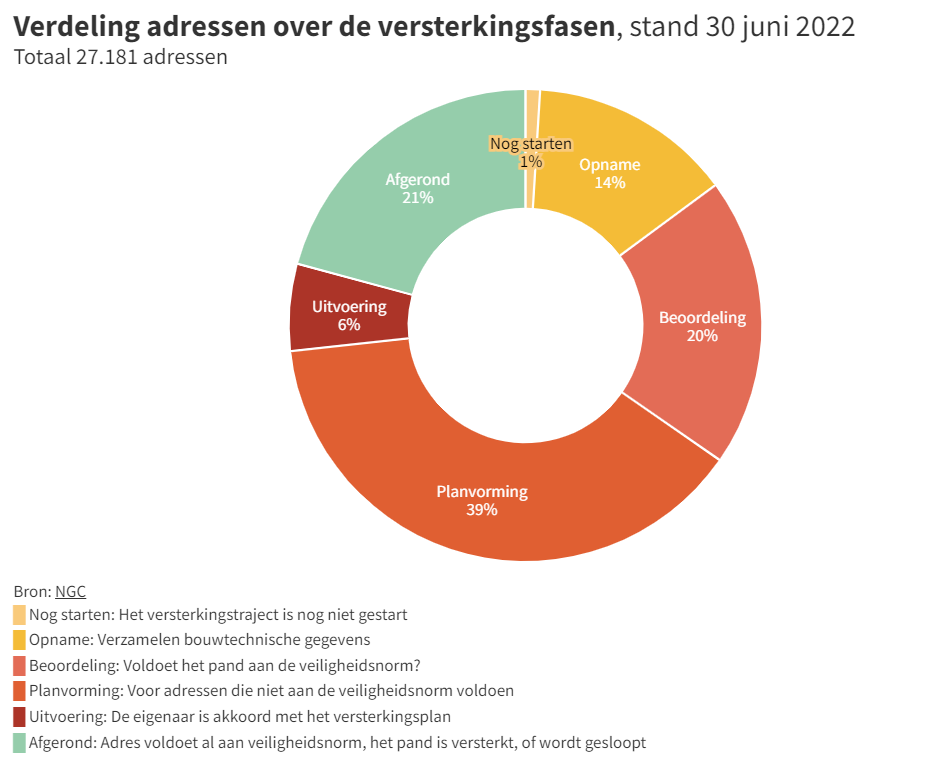 Verdeling adressen over de versterkingsfasen, stand 30 juni 2022
Totaal 27.181 adressen
Nog starten
1%
Opname
14%
Afgerond
21%
Uitvoering
6%
Beoordeling
20%
Planvorming
39%
Bron: NGC
Nog starten: Het versterkingstraject is nog niet gestart
Opname: Verzamelen bouwtechnische gegevens
Beoordeling: Voldoet het pand aan de veiligheidsnorm?
Planvorming: Voor adressen die niet aan de veiligheidsnorm voldoen
Uitvoering: De eigenaar is akkoord met het versterkingsplan
Afgerond: Adres voldoet al aan veiligheidsnorm, het pand is versterkt, of wordt gesloopt